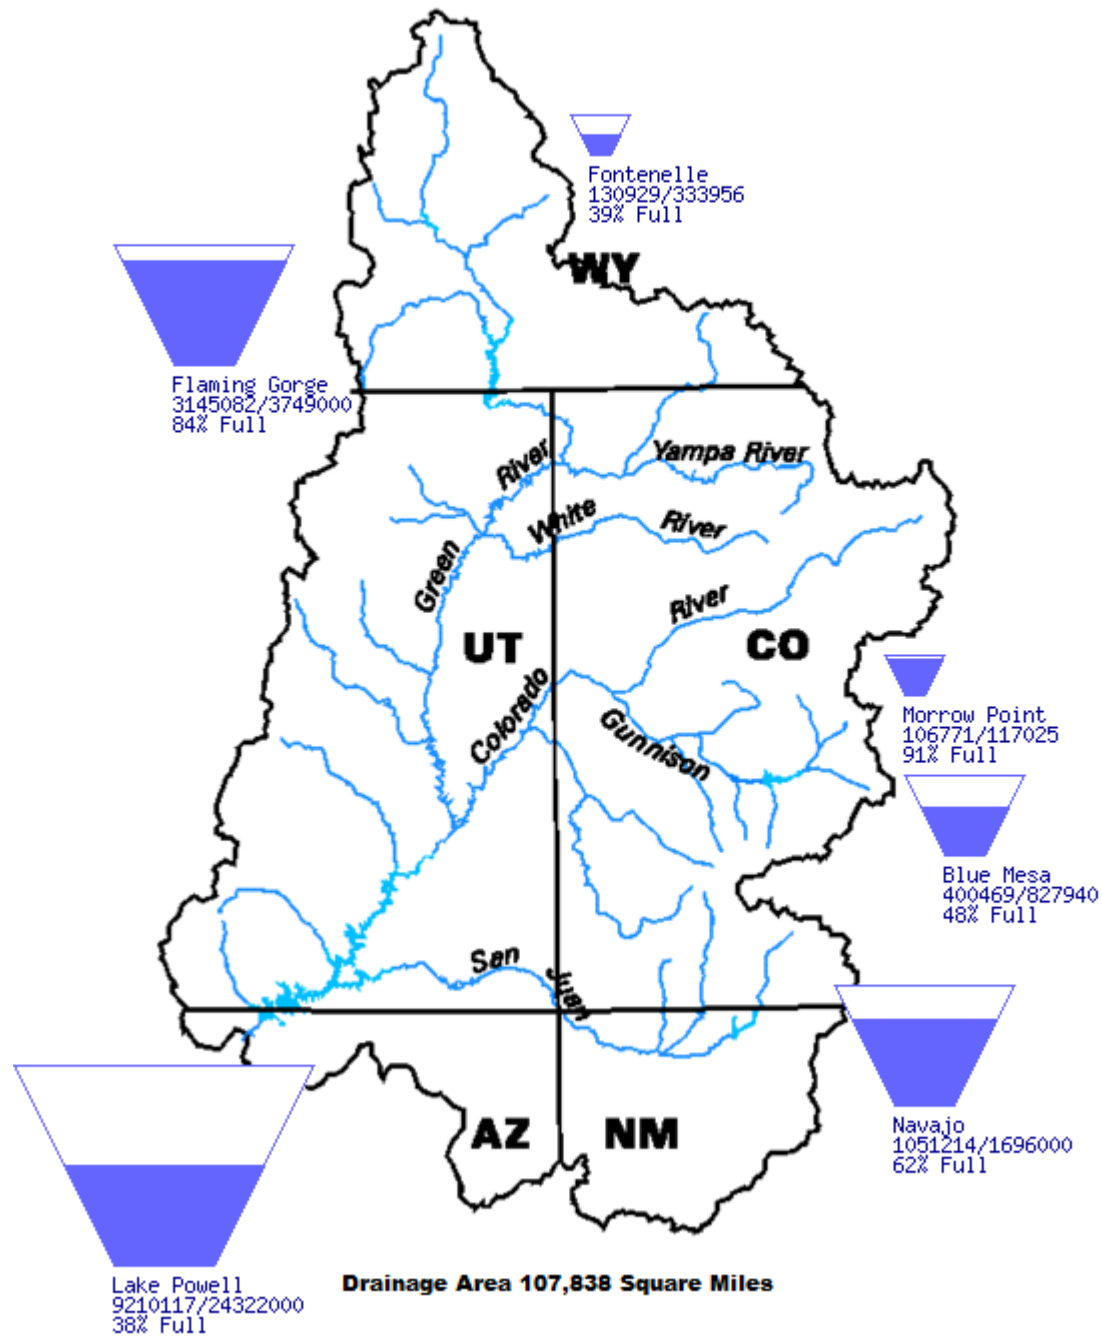 Fontenelle
130929/333956
39% Full
WY
Flaming Gorge
3145082/3749000
84% Full
Yampa River
River
White
River
Green
River
UT
CO
Colorado
Gunnison
Morrow Point
106771/117025
91% Full
Blue Mesa
400469/827940
48% Full
San
Juan
Navajo
1051214/1696000
62% Full
AZ
NM
Lake Powell
9210117/24322000
38% Full
Drainage Area 107,838 Square Miles